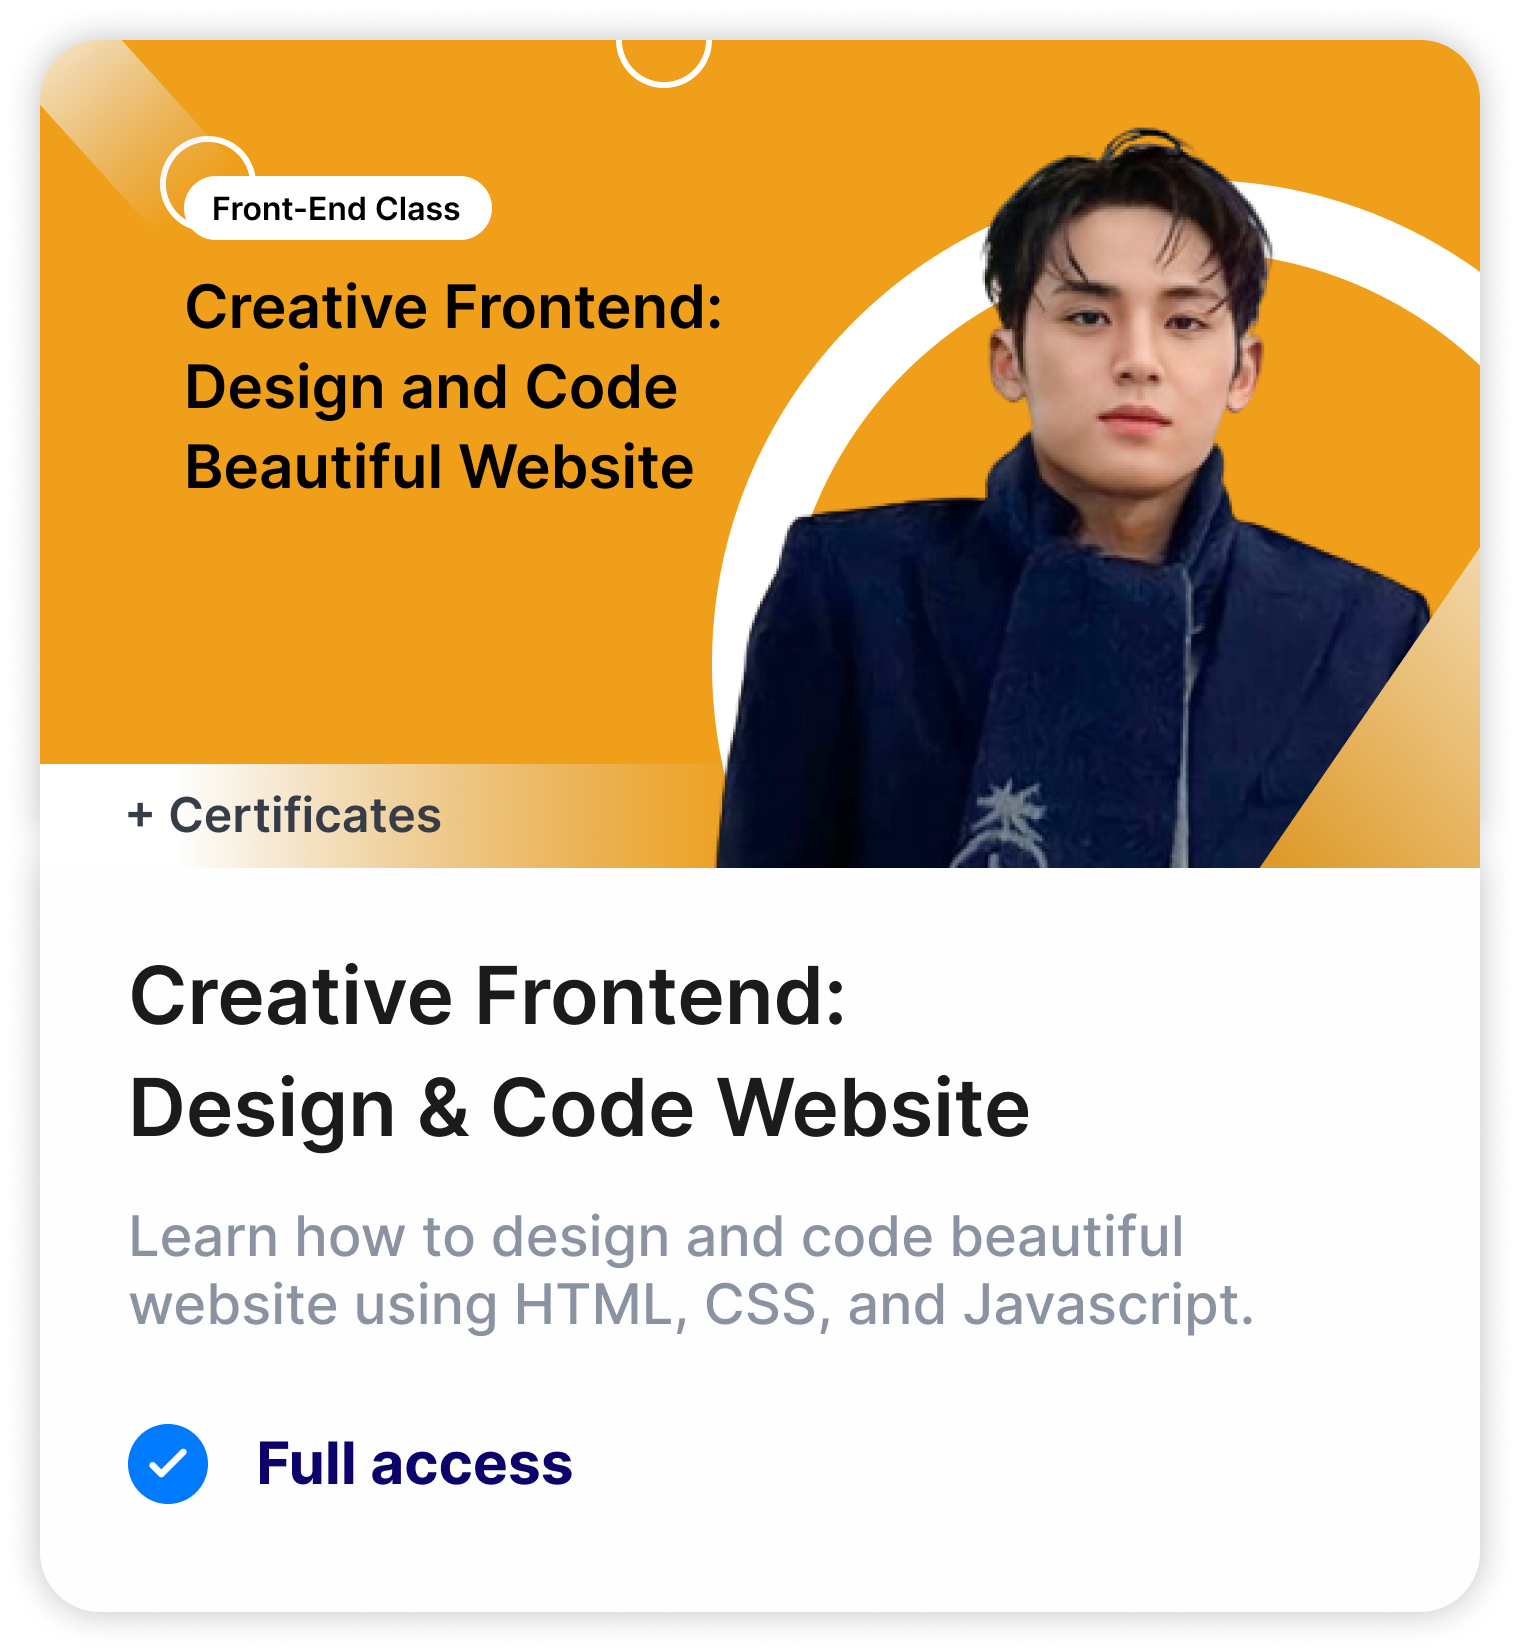 Front-End Class
Creative Frontend:
Design and Code
Beautiful Website
+ Certificates
Creative Frontend:
Design & Code Website
Learn how to design and code beautiful
website using HTML, CSS, and Javascript.
Full access